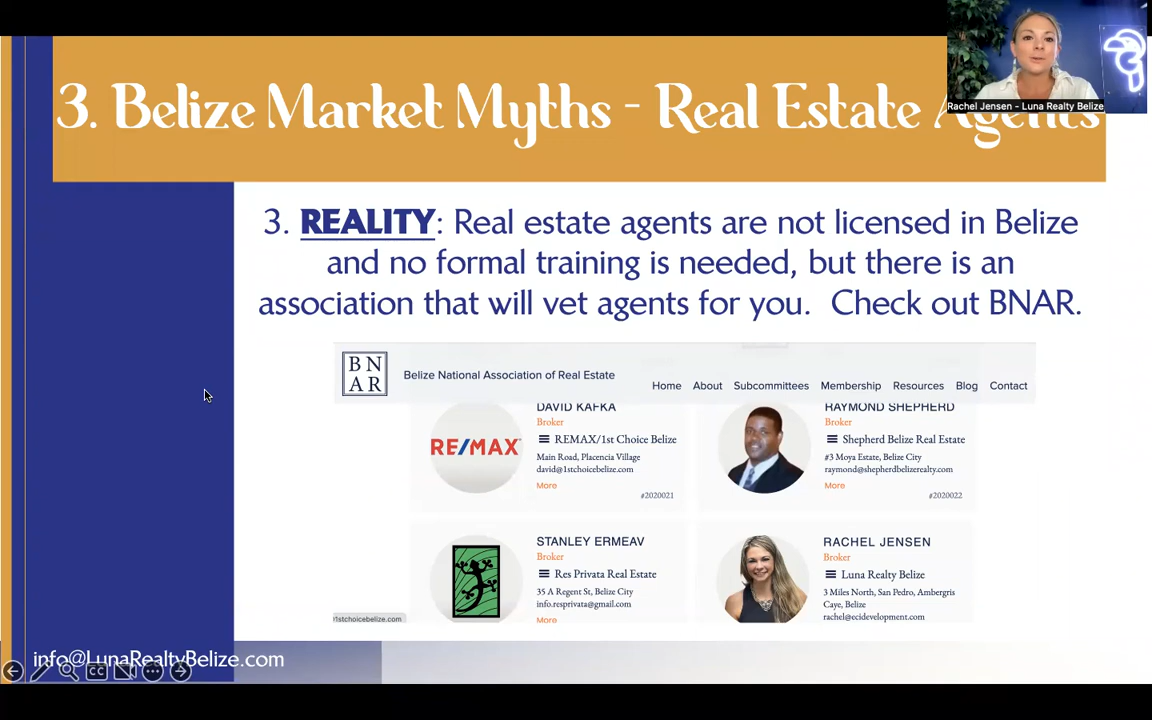 3. Belize Market Myths - Real Estate Agents
Rachel Jensen - Luna Realty Belize
3. REALITY: Real estate agents are not licensed in Belize
and no formal training is needed, but there is an
association that will vet agents for you. Check out BNAR.
B N
A R
Belize National Association of Real Estate
Home About Subcommittees Membership Resources Blog Contact
DAVID KAFKA
Broker
REMAX/1st Choice Belize
Main Road, Placencia Village
david@1stchoicebelize.com
More
#2020021
RE/MAX
RAYMOND SHEPHERD
Broker
Shepherd Belize Real Estate
#3 Moya Estate, Belize City
raymond@shepherdbelizerealty.com
More
#2020022
STANLEY ERMEAV
Broker
Res Privata Real Estate
35 A Regent St, Belize City
info.resprivata@gmail.com
More
RACHEL JENSEN
Broker
Luna Realty Belize
3 Miles North, San Pedro, Ambergris
Caye, Belize
rachel@ecidevelopment.com
r1stchoicebelize.com
info@LunaRealtyBelize.com
CC